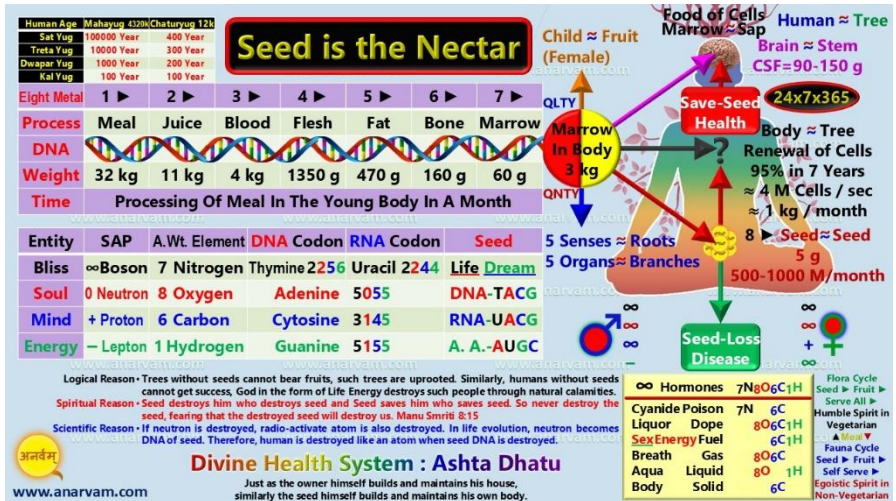 Human Age Mahayug 4320k Chaturyug 12k
Sat Yug 100000 Year 400 Year
Treta Yug 10000 Year 300 Year
Dwapar Yug 1000 Year 200 Year
Kal Yug 100 Year 100 Year
Seed is the Nectar
Eight Metal 1 ► 2 ► 3 ► 4 ► 5 ► 6 ► 7 ►
Process Meal Juice Blood Flesh Fat Bone Marrow
DNA
Weight 32 kg 11 kg 4 kg 1350 g 470 g 160 g 60 g
Time Processing Of Meal In The Young Body In A Month
www.anarvam.com
Entity SAP A.Wt. Element DNA Codon RNA Codon Seed
Bliss ∞Boson 7 Nitrogen Thymine 2256 Uracil 2244 Life Dream
Soul 0 Neutron 8 Oxygen Adenine 5055 DNA-TACG
Mind + Proton 6 Carbon Cytosine 3145 RNA-UACG
Energy − Lepton 1 Hydrogen Guanine 5155 A. A.-AUGC
Child ≈ Fruit
(Female)
QLTY
Marrow
In Body
3 kg
QNTY
5 Senses ≈ Roots
5 Organs ≈ Branches
Food of Cells
Marrow ≈ Sap
Human ≈ Tree
Brain ≈ Stem
CSF=90-150 g
Save-Seed
Health
24x7x365
?
Body ≈ Tree
Renewal of Cells
95% in 7 Years
≈ 4 M Cells / sec
≈ 1 kg / month
8 ► Seed ≈ Seed
5 g
500-1000 M/month
♂
∞
∞
∞
−
Seed-Loss
Disease
∞
∞
+
∞
♀
Logical Reason • Trees without seeds cannot bear fruits, such trees are uprooted. Similarly, humans without seeds
cannot get success, God in the form of Life Energy destroys such people through natural calamities.
Spiritual Reason • Seed destroys him who destroys seed and Seed saves him who saves seed. So never destroy the
seed, fearing that the destroyed seed will destroy us. Manu Smriti 8:15
Scientific Reason • If neutron is destroyed, radio-activate atom is also destroyed. In life evolution, neutron becomes
DNA of seed. Therefore, human is destroyed like an atom when seed DNA is destroyed.
अनर्वम्
www.anarvam.com
Divine Health System : Ashta Dhatu
Just as the owner himself builds and maintains his house,
similarly the seed himself builds and maintains his own body.
∞ Hormones 7N8O6C1H
Cyanide Poison 7N 6C
Liquor Dope 8O6C1H
SexEnergy Fuel 6C1H
Breath Gas 8O6C
Aqua Liquid 8O 1H
Body Solid 6C
Flora Cycle
Seed ► Fruit ►
Serve All ►
Humble Spirit in
Vegetarian
▲Meal▼
Fauna Cycle
Seed ► Fruit ►
Self Serve ►
Egoistic Spirit in
Non-Vegetarian